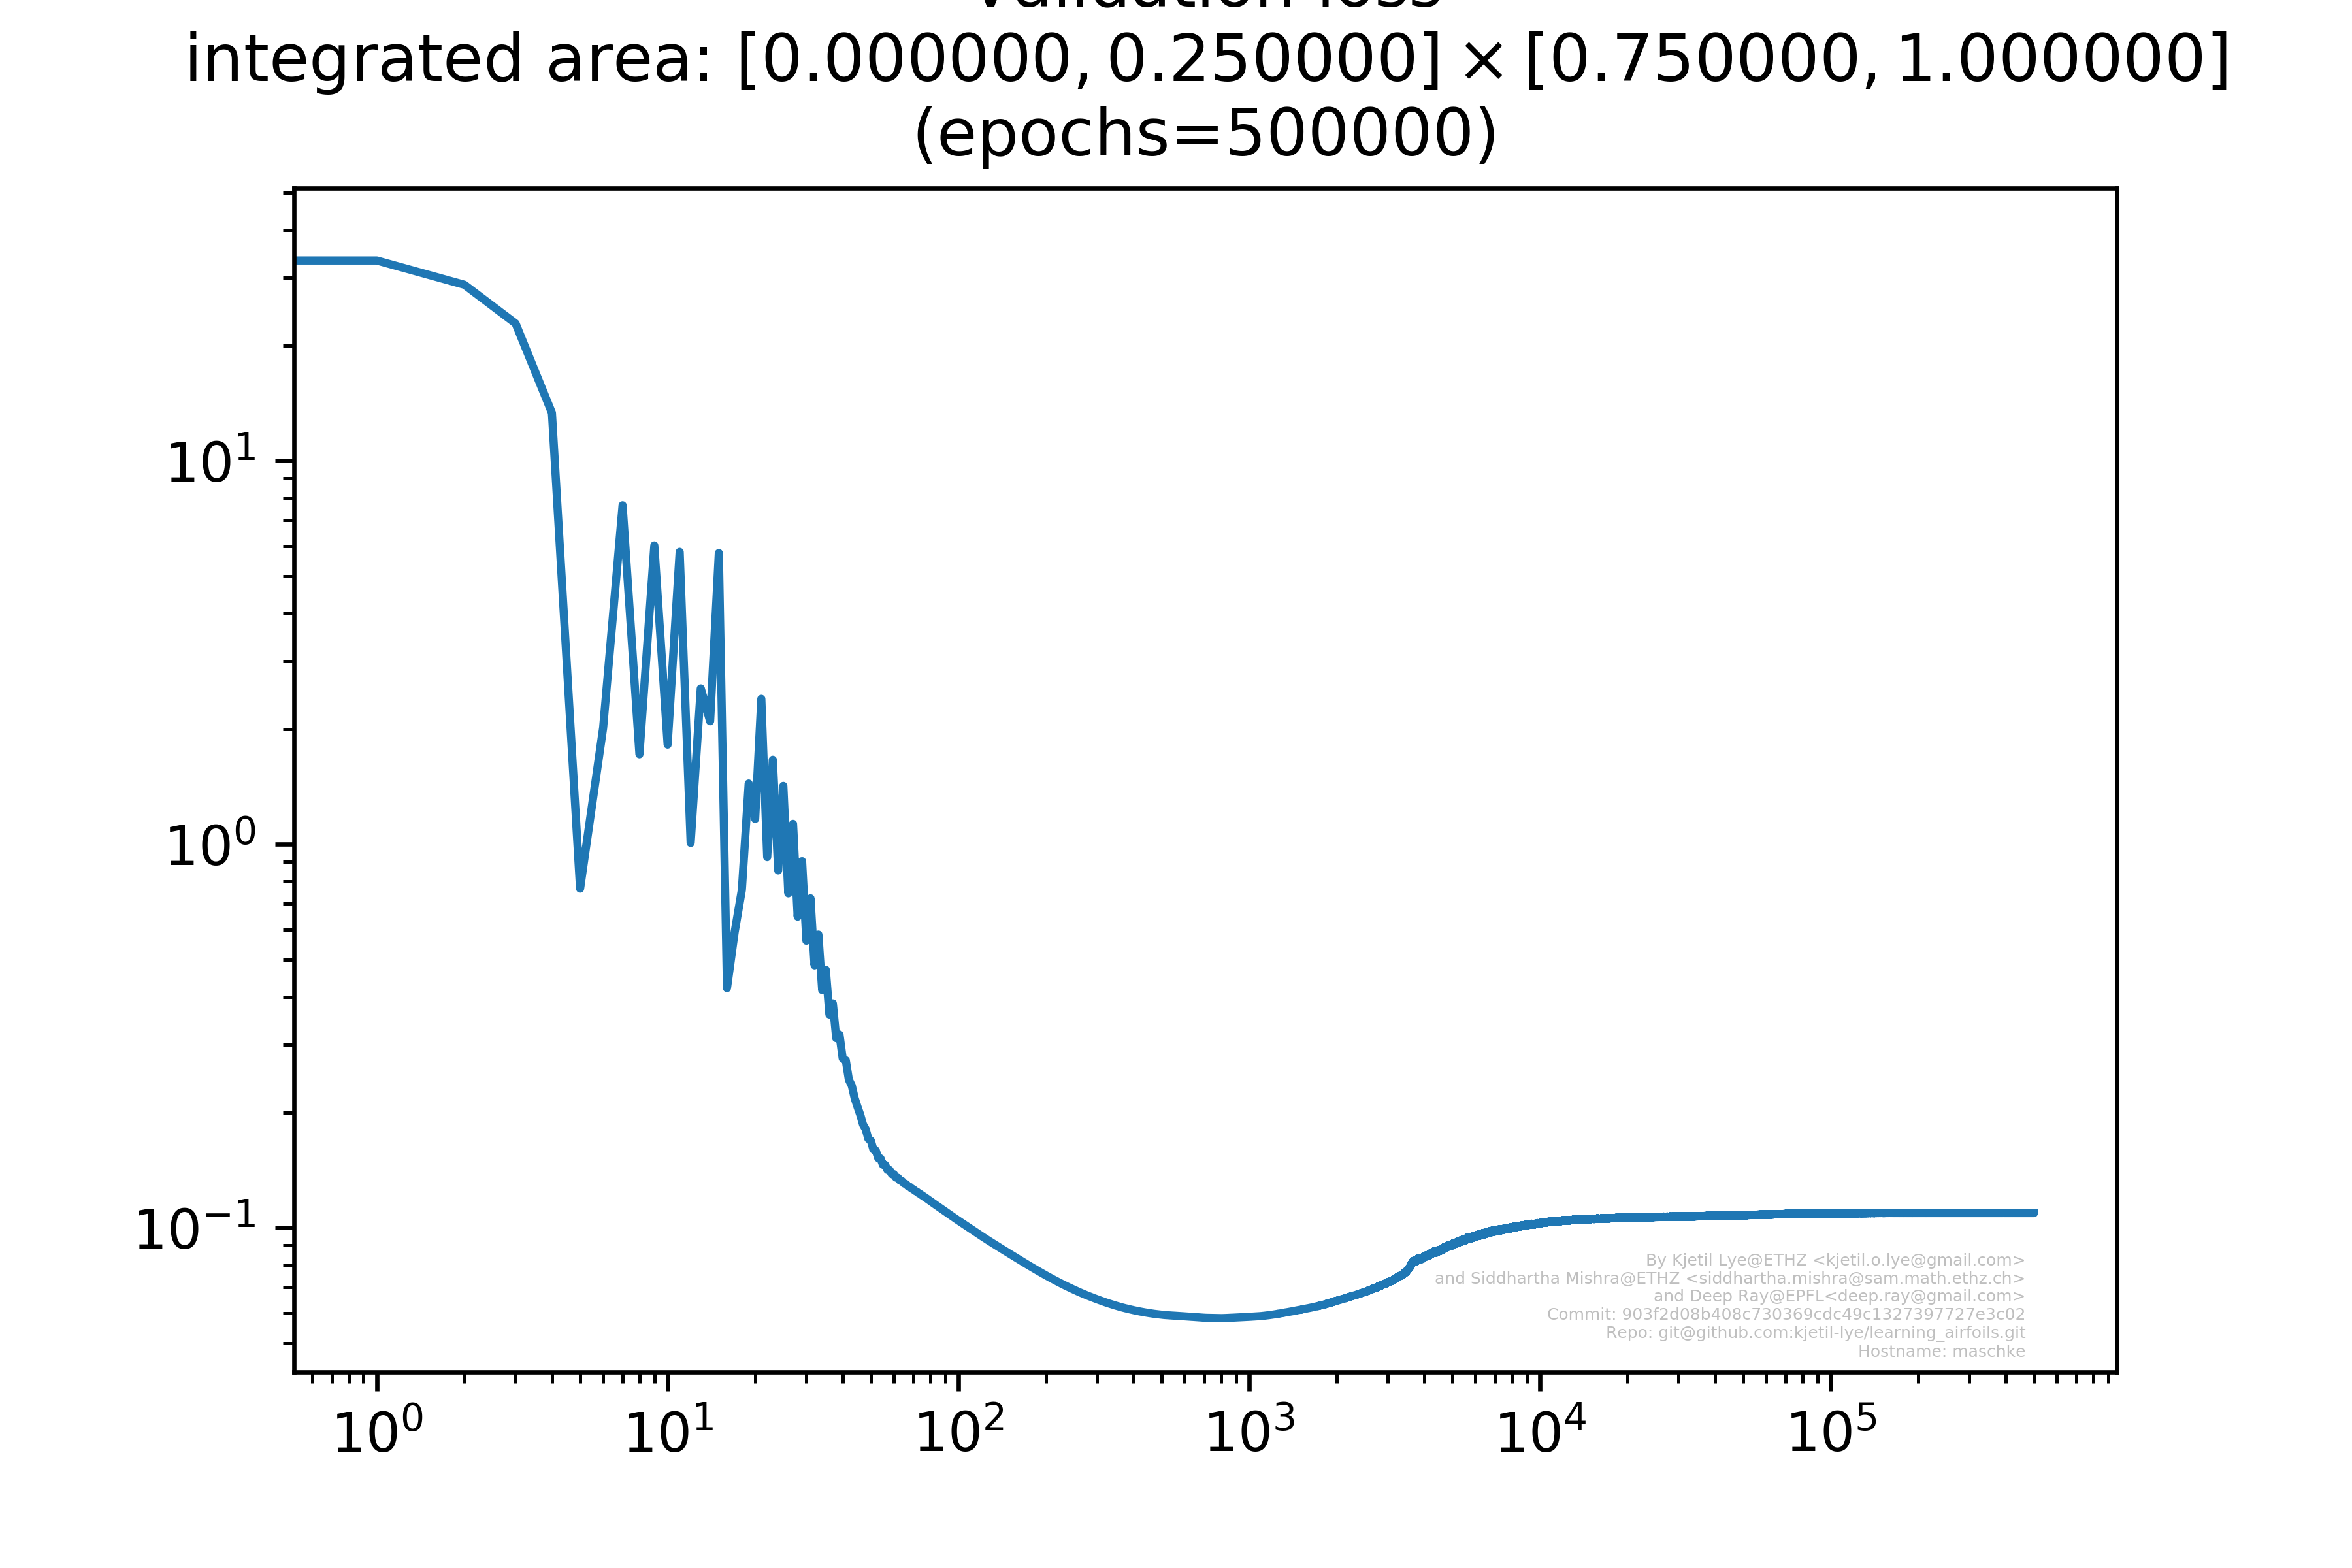 validation loss
integrated area: [0.000000, 0.250000] × [0.750000, 1.000000]
(epochs=500000)
10¹
10⁰
10⁻¹
10⁰ 10¹ 10² 10³ 10⁴ 10⁵
By Kjetil Lye@ETHZ <kjetil.o.lye@gmail.com>
and Siddhartha Mishra@ETHZ <siddhartha.mishra@sam.math.ethz.ch>
and Deep Ray@EPFL<deep.ray@gmail.com>
Commit: 903f2d08b408c730369cdc49c1327397727e3c02
Repo: git@github.com:kjetil-lye/learning_airfoils.git
Hostname: maschke